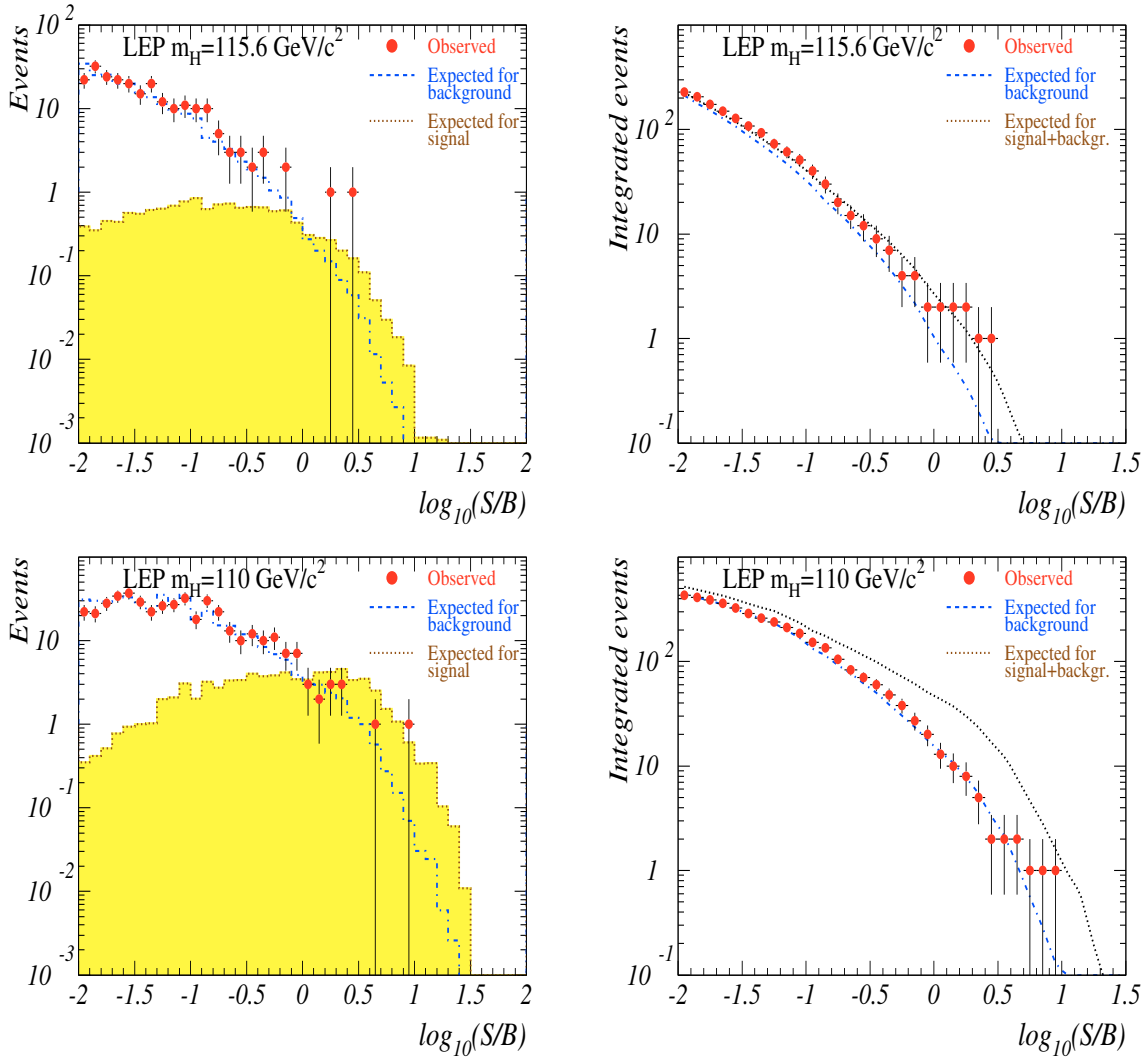 LEP m_H=115.6 GeV/c^2
Observed
Expected for
background
Expected for
signal
Events
10^2
10
1
10^-1
10^-2
10^-3
-2 -1.5 -1 -0.5 0 0.5 1 1.5 2
log_10(S/B)
LEP m_H=115.6 GeV/c^2
Observed
Expected for
background
Expected for
signal+backgr.
Integrated events
10^2
10
1
10^-1
-2 -1.5 -1 -0.5 0 0.5 1 1.5
log_10(S/B)
LEP m_H=110 GeV/c^2
Observed
Expected for
background
Expected for
signal
Events
10
1
10^-1
10^-2
10^-3
-2 -1.5 -1 -0.5 0 0.5 1 1.5 2
log_10(S/B)
LEP m_H=110 GeV/c^2
Observed
Expected for
background
Expected for
signal+backgr.
Integrated events
10^2
10
1
10^-1
-2 -1.5 -1 -0.5 0 0.5 1 1.5
log_10(S/B)